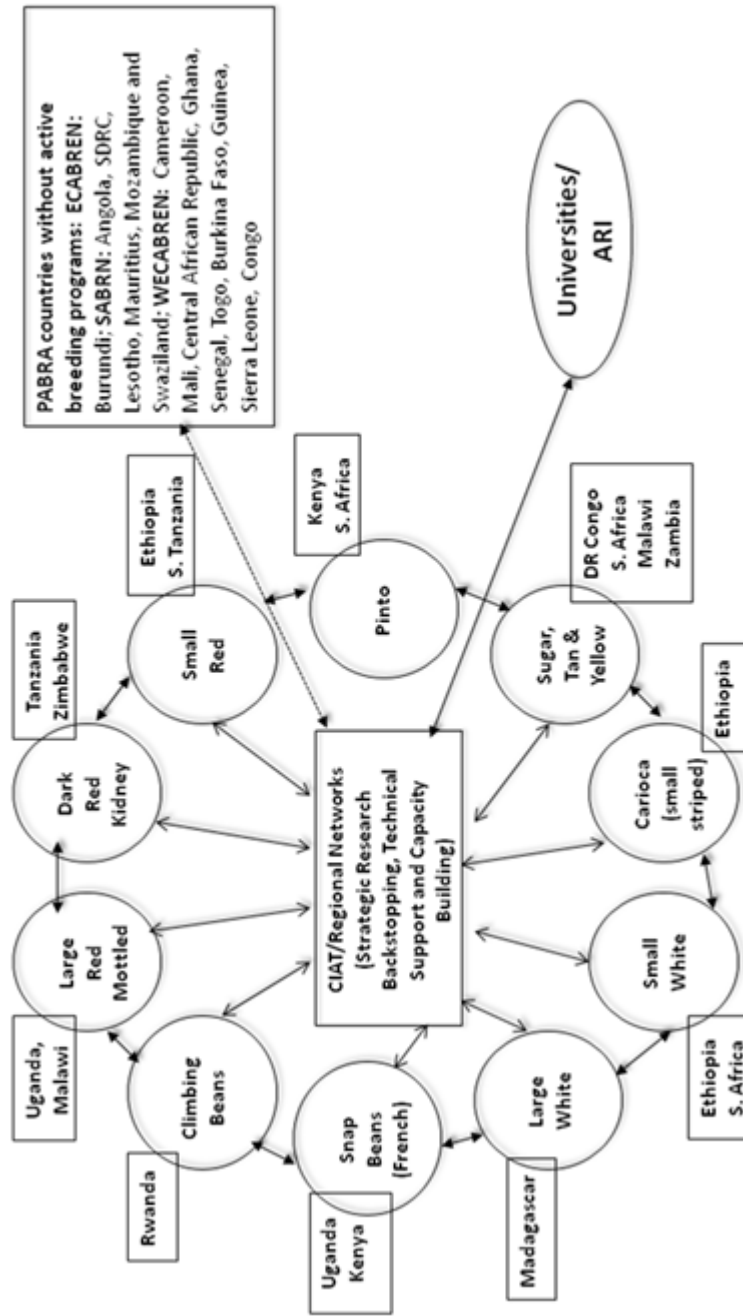 PABRA countries without active
breeding programs: ECABREN:
Burundi; SABRN: Angola, SDRC,
Lesotho, Mauritius, Mozambique and
Swaziland; WECABREN: Cameroon,
Mali, Central African Republic, Ghana,
Senegal, Togo, Burkina Faso, Guinea,
Sierra Leone, Congo
Universities/
ARI
Tanzania
Zimbabwe
Dark
Red
Kidney
Ethiopia
S. Tanzania
Small
Red
Kenya
S. Africa
Pinto
DR Congo
S. Africa
Malawi
Zambia
Sugar,
Tan &
Yellow
Ethiopia
Carioca
(small
striped)
Small
White
Ethiopia
S. Africa
Large
White
Madagascar
Snap
Beans
(French)
Uganda
Kenya
Climbing
Beans
Rwanda
Large
Red
Mottled
Uganda,
Malawi
CIAT/Regional Networks
(Strategic Research
Backstopping, Technical
Support and Capacity
Building)